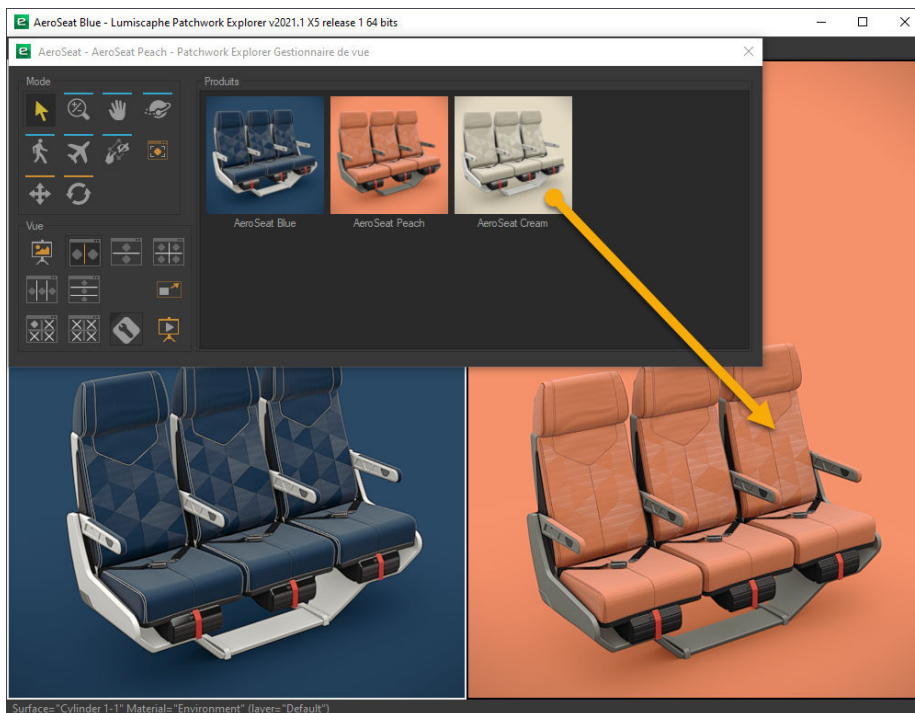 AeroSeat Blue - Lumiscaphe Patchwork Explorer v2021.1 X5 release 1 64 bits
AeroSeat - AeroSeat Peach - Patchwork Explorer Gestionnaire de vue
Mode
Produits
AeroSeat Blue
AeroSeat Peach
AeroSeat Cream
Vue
Surface="Cylinder 1-1" Material="Environment" (layer="Default")